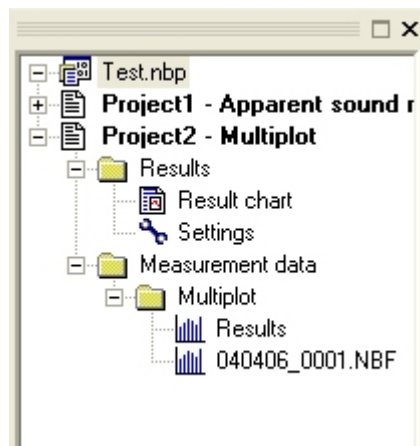 Test.nbp
Project1 - Apparent sound r
Project2 - Multiplot
Results
Result chart
Settings
Measurement data
Multiplot
Results
040406_0001.NBF